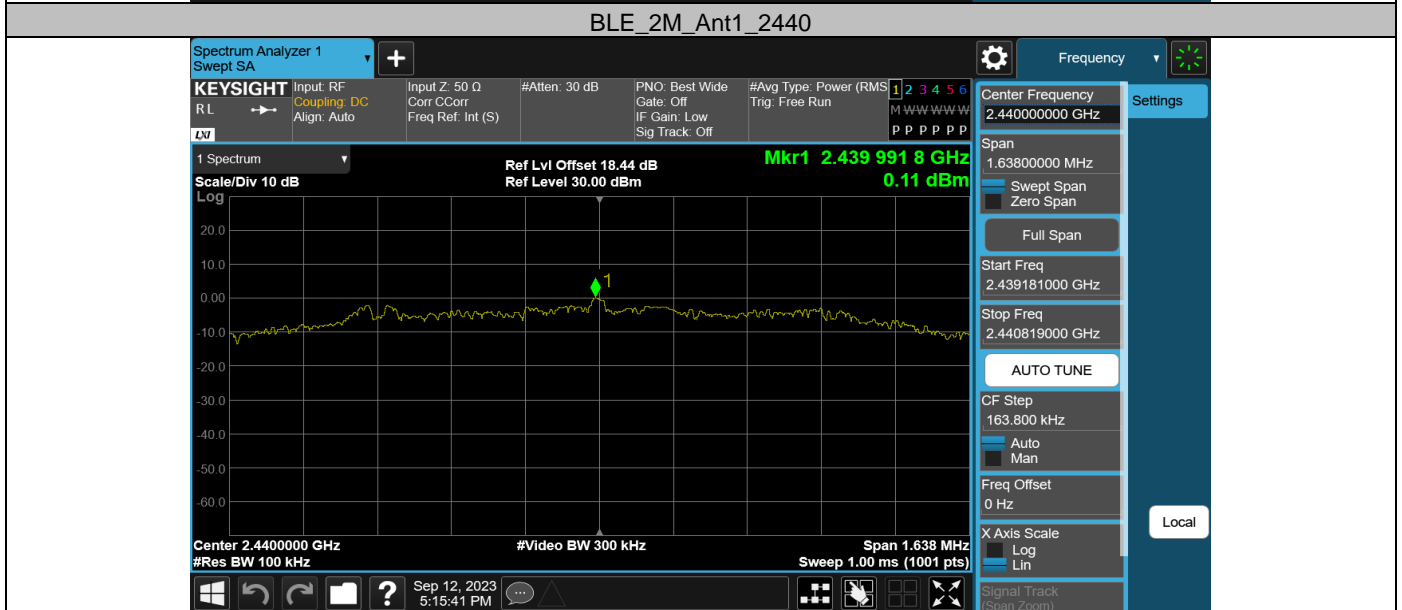 BLE_2M_Ant1_2440
Spectrum Analyzer 1
Swept SA
+
Frequency
KEYSIGHT
Input: RF
Input Z: 50 Ω
#Atten: 30 dB
PNO: Best Wide
#Avg Type: Power (RMS
1 2 3 4 5 6
R L
Coupling: DC
Corr CCorr
Gate: Off
Trig: Free Run
M W W W W W
Align: Auto
Freq Ref: Int (S)
IF Gain: Low
LXI
Sig Track: Off
P P P P P P
1 Spectrum
Ref Lvl Offset 18.44 dB
Mkr1 2.439 991 8 GHz
Scale/Div 10 dB
Ref Level 30.00 dBm
0.11 dBm
Log
20.0
10.0
0.00
-10.0
-20.0
-30.0
-40.0
-50.0
-60.0
1
Center 2.4400000 GHz
#Video BW 300 kHz
Span 1.638 MHz
#Res BW 100 kHz
Sweep 1.00 ms (1001 pts)
?
Sep 12, 2023
5:15:41 PM
Center Frequency
2.440000000 GHz
Span
1.63800000 MHz
Swept Span
Zero Span
Full Span
Start Freq
2.439181000 GHz
Stop Freq
2.440819000 GHz
AUTO TUNE
CF Step
163.800 kHz
Auto
Man
Freq Offset
0 Hz
X Axis Scale
Log
Lin
Signal Track
(Span Zoom)
Settings
Local